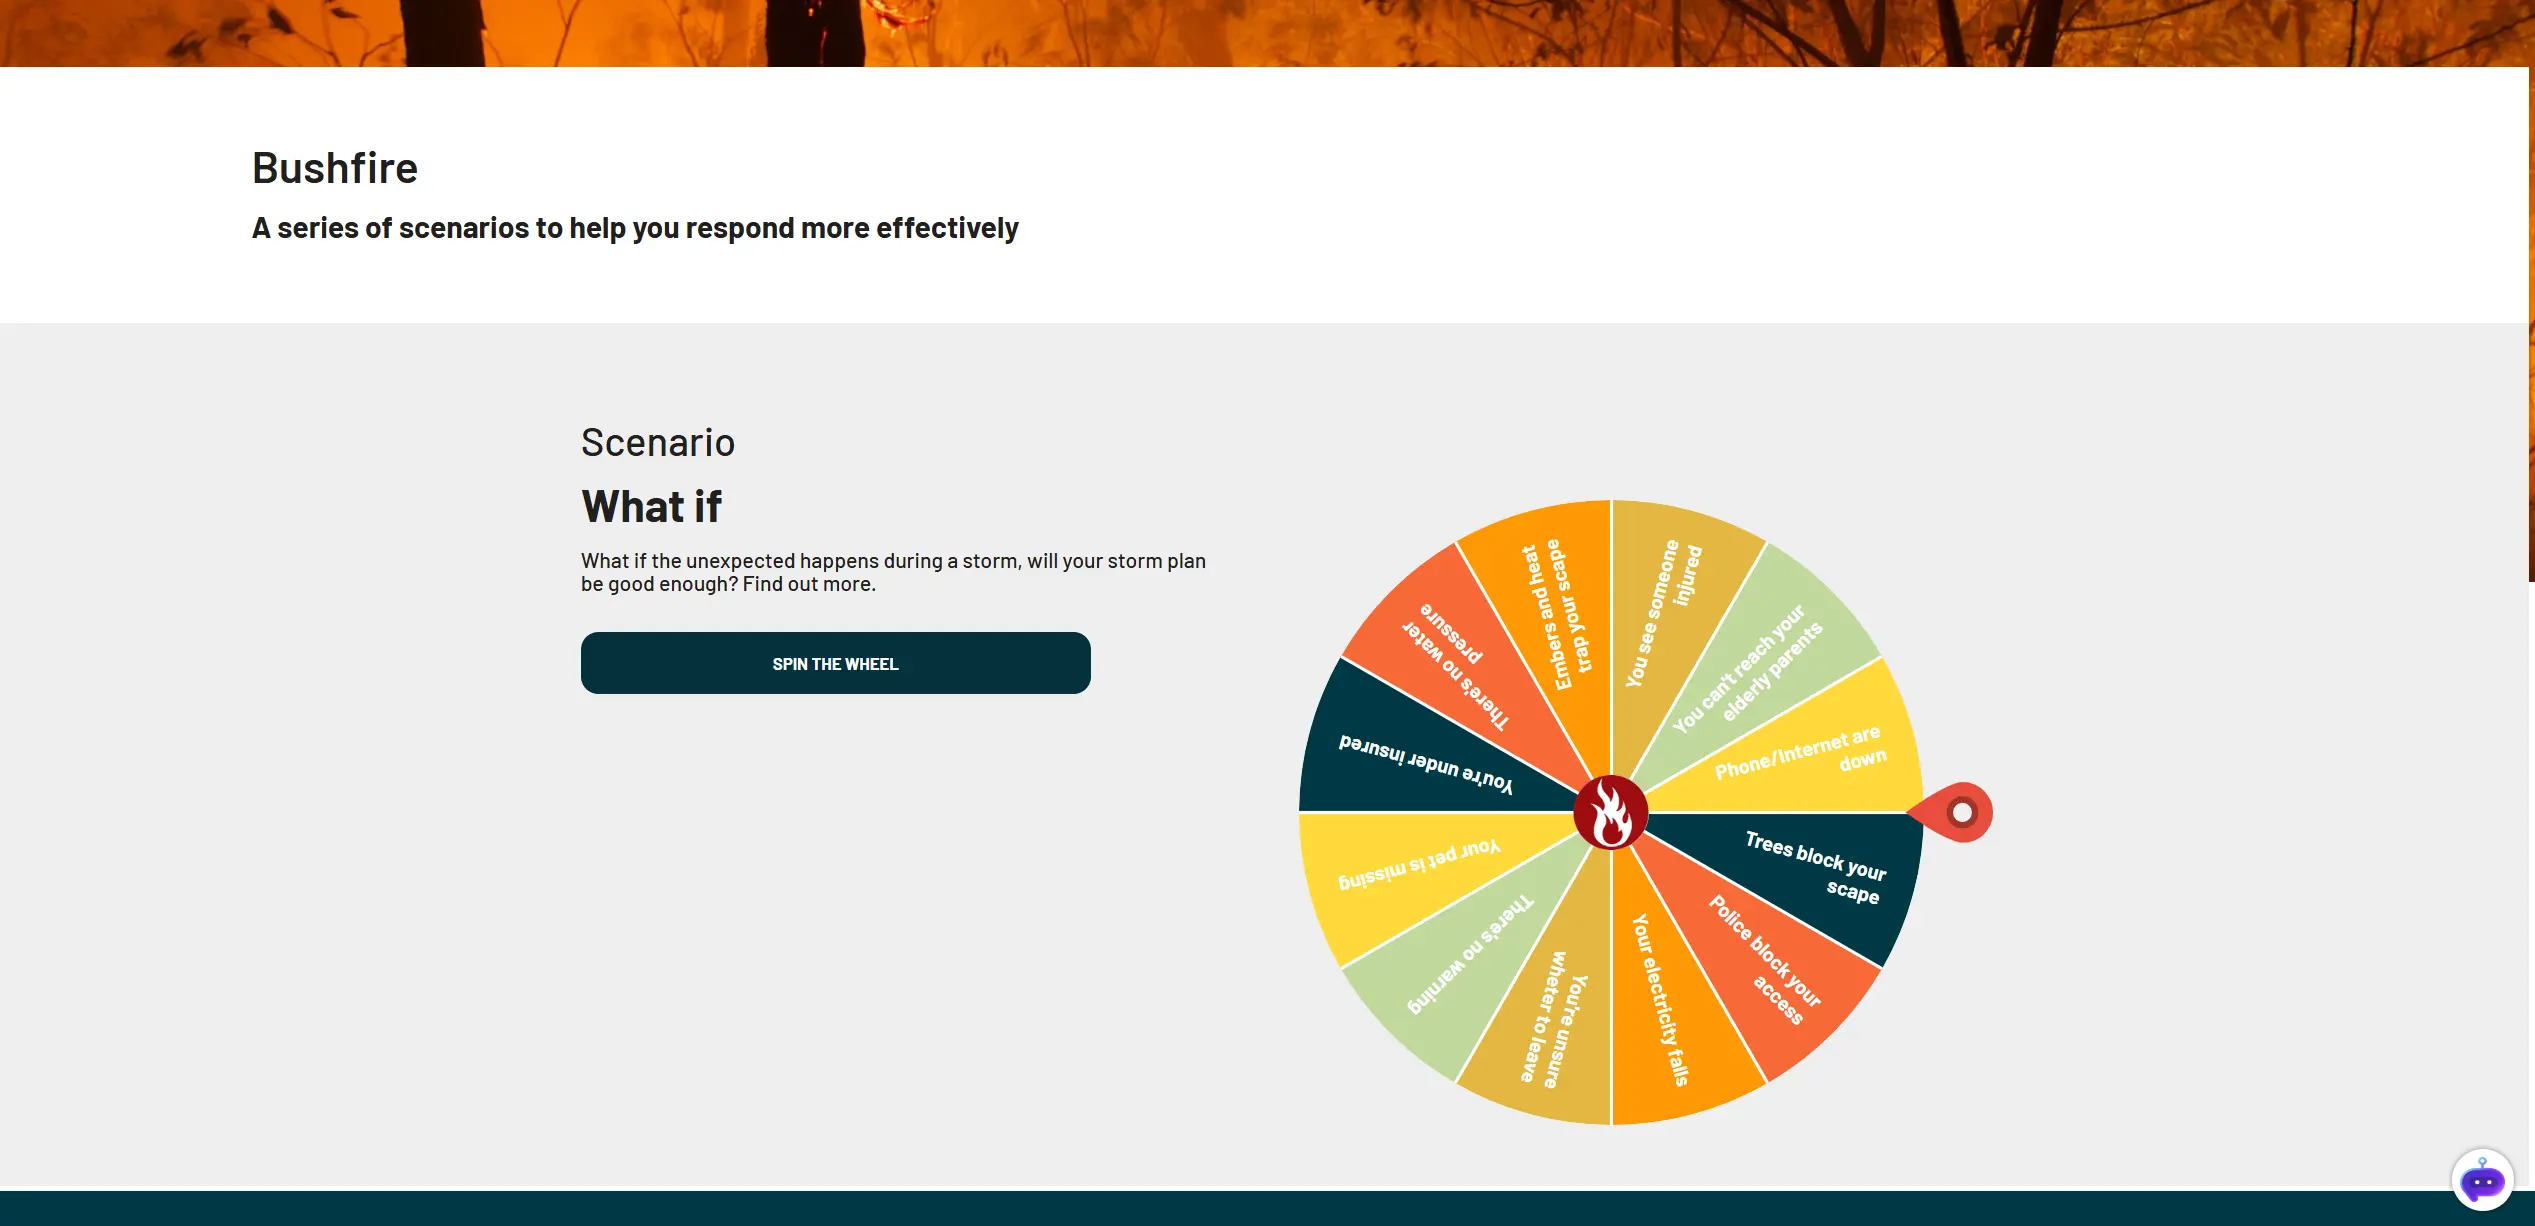 Bushfire
A series of scenarios to help you respond more effectively
Scenario
What if
What if the unexpected happens during a storm, will your storm plan
be good enough? Find out more.
SPIN THE WHEEL
You see someone
injured
You can't reach your
elderly parents
Phone/Internet are
down
Trees block your
scape
Police block your
access
Your electricity falls
You're unsure
wheter to leave
There's no warning
Your pet is missing
You're under insured
There's no water
pressure
Embers and heat
trap your scape